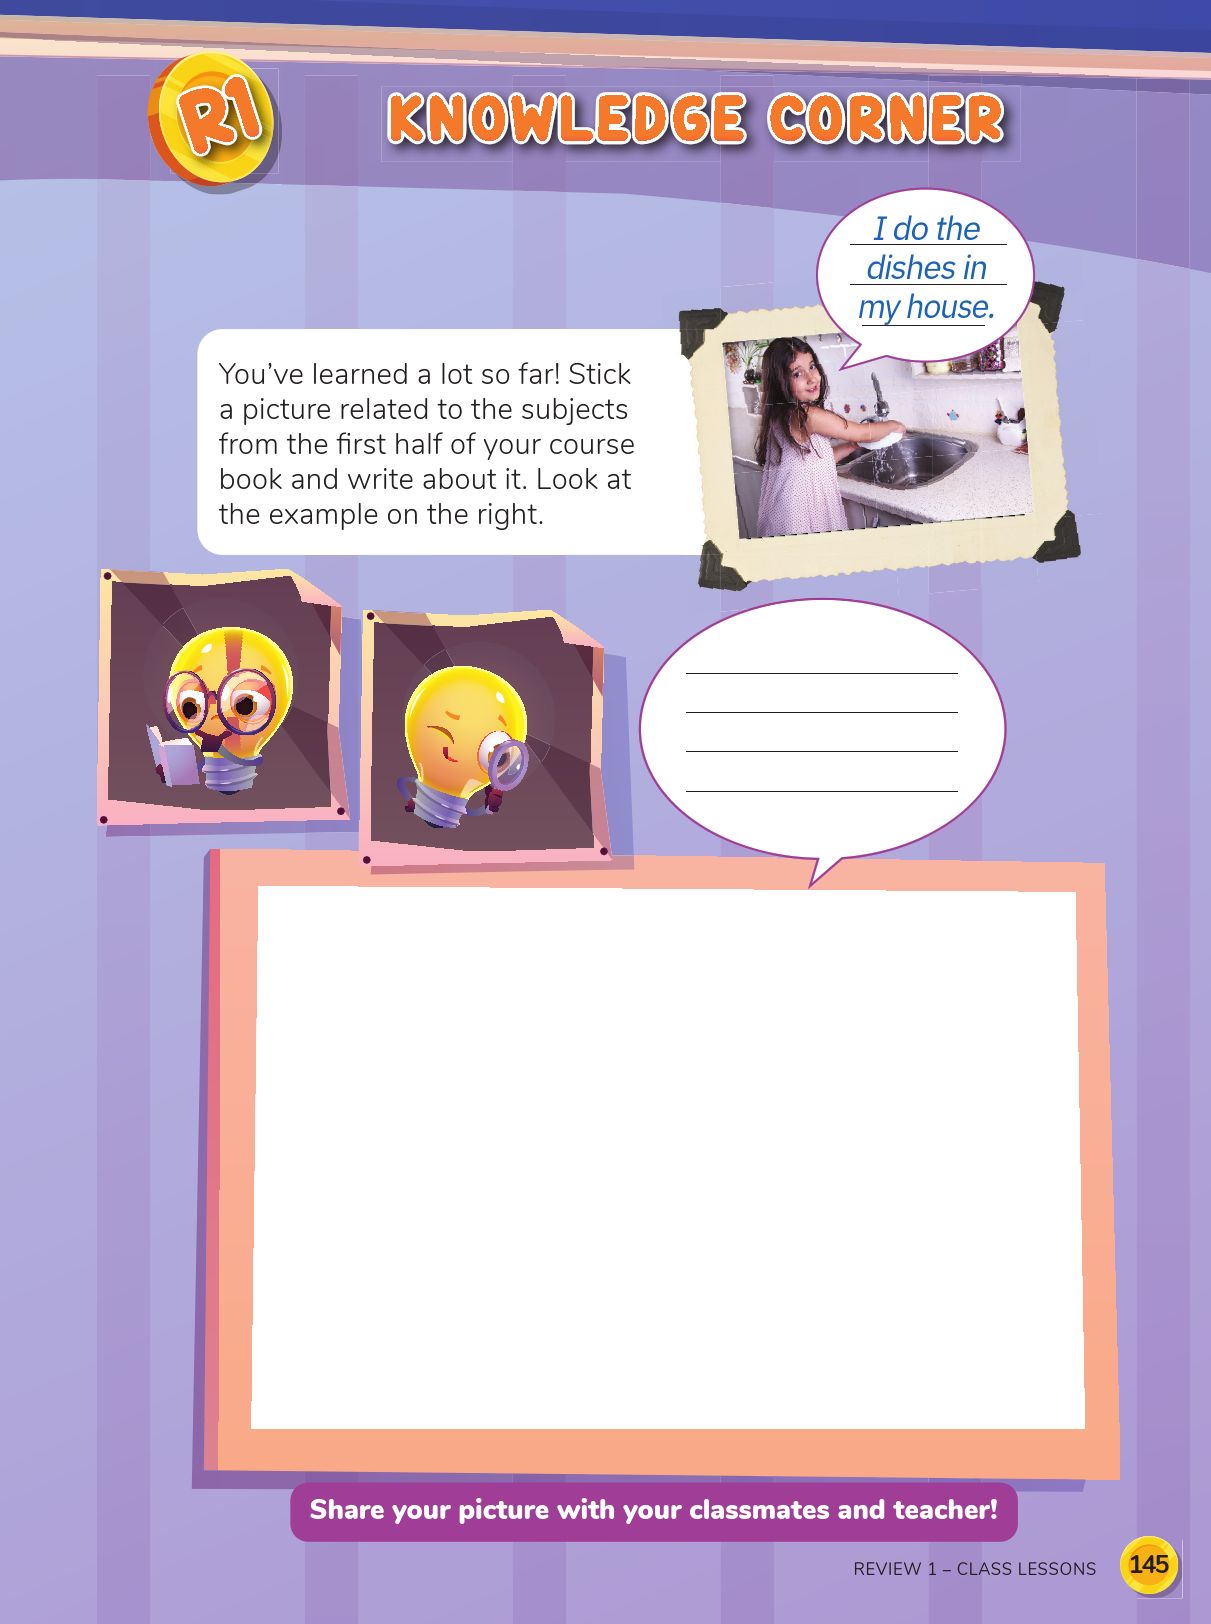 R1
KNOWLEDGE CORNER
I do the
dishes in
my house.
You’ve learned a lot so far! Stick
a picture related to the subjects
from the first half of your course
book and write about it. Look at
the example on the right.
Share your picture with your classmates and teacher!
REVIEW 1 – CLASS LESSONS
145